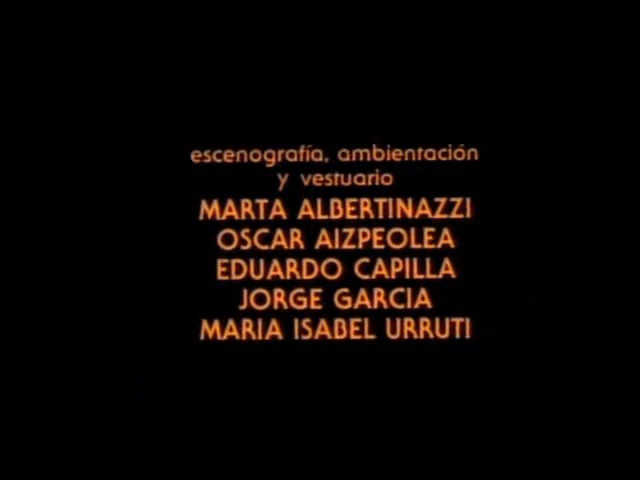 escenografía, ambientación
y vestuario
MARTA ALBERTINAZZI
OSCAR AIZPEOLEA
EDUARDO CAPILLA
JORGE GARCIA
MARIA ISABEL URRUTI